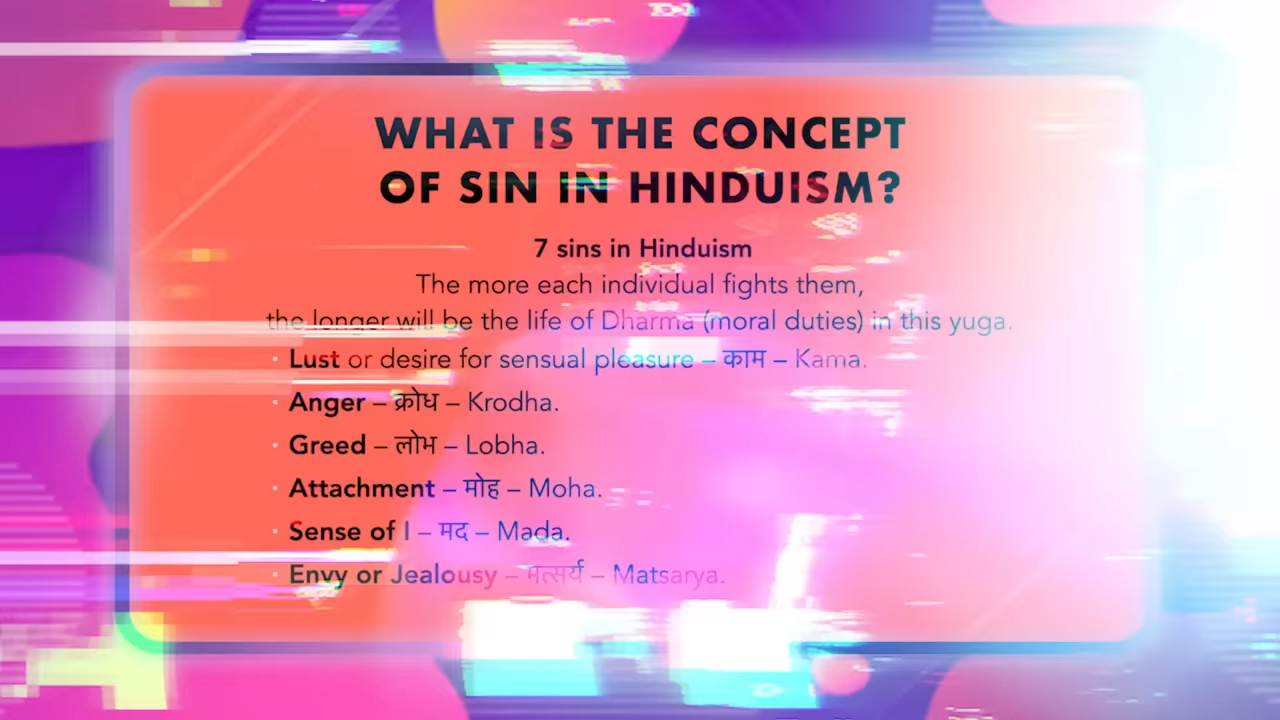 WHAT IS THE CONCEPT
OF SIN IN HINDUISM?
7 sins in Hinduism
The more each individual fights them,
the longer will be the life of Dharma (moral duties) in this yuga.
· Lust or desire for sensual pleasure – काम – Kama.
· Anger – क्रोध – Krodha.
· Greed – लोभ – Lobha.
· Attachment – मोह – Moha.
· Sense of I – मद – Mada.
· Envy or Jealousy – मत्सर्य – Matsarya.